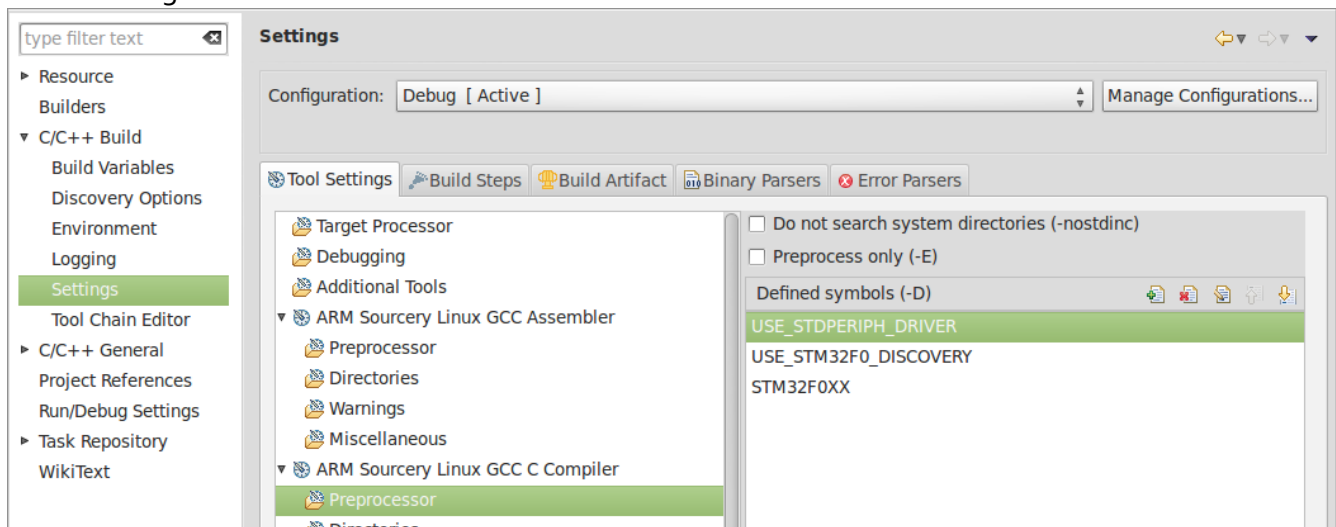 type filter text
Resource
Builders
C/C++ Build
Build Variables
Discovery Options
Environment
Logging
Settings
Tool Chain Editor
C/C++ General
Project References
Run/Debug Settings
Task Repository
WikiText
Settings
Configuration: Debug [ Active ] Manage Configurations...
Tool Settings Build Steps Build Artifact Binary Parsers Error Parsers
Target Processor
Debugging
Additional Tools
ARM Sourcery Linux GCC Assembler
Preprocessor
Directories
Warnings
Miscellaneous
ARM Sourcery Linux GCC C Compiler
Preprocessor
Do not search system directories (-nostdinc)
Preprocess only (-E)
Defined symbols (-D)
USE_STDPERIPH_DRIVER
USE_STM32F0_DISCOVERY
STM32F0XX